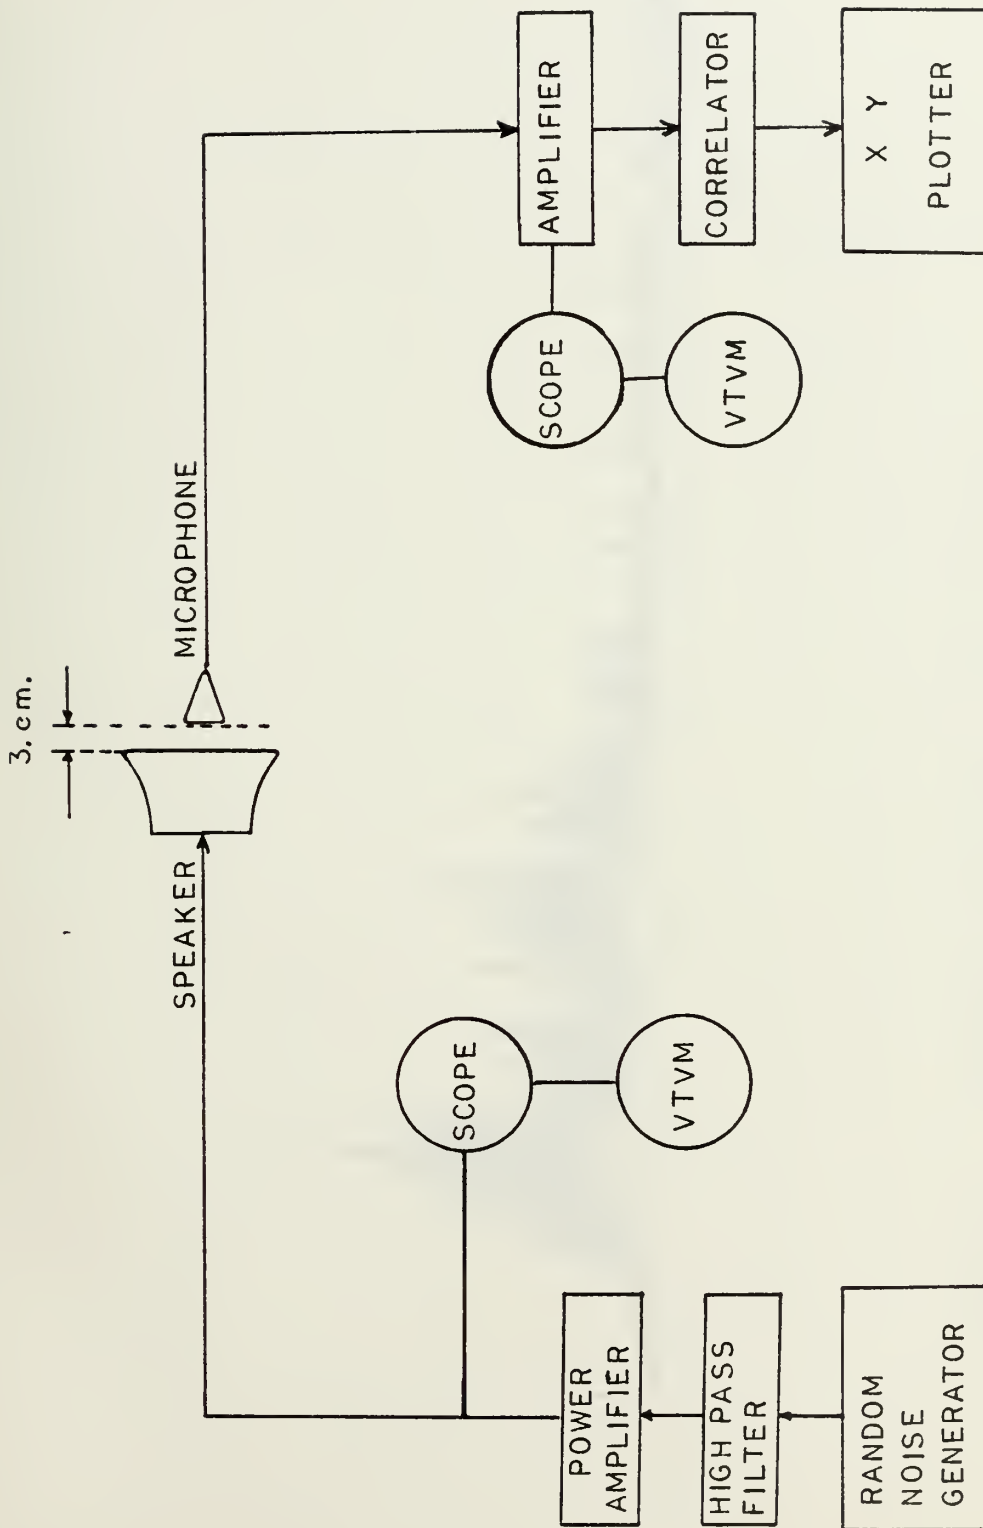 3. cm.
SPEAKER
MICROPHONE
SCOPE
VTVM
SCOPE
VTVM
POWER
AMPLIFIER
HIGH PASS
FILTER
RANDOM
NOISE
GENERATOR
AMPLIFIER
CORRELATOR
X Y
PLOTTER